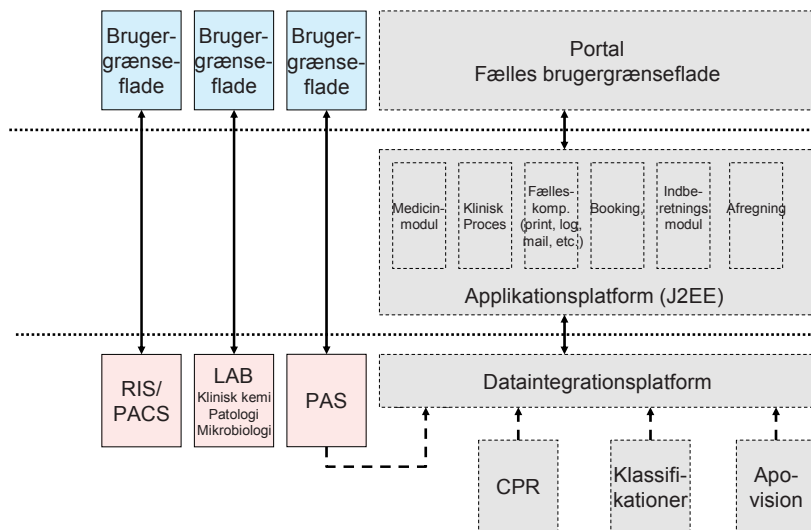 Bruger-
grænse-
flade
Bruger-
grænse-
flade
Bruger-
grænse-
flade
Portal
Fælles brugergrænseflade
Medicin-
modul
Klinisk
Proces
Fælles-
komp.
(print, log,
mail, etc.)
Booking,
Indbe-
retnings
modul
Afregning
Applikationsplatform (J2EE)
RIS/
PACS
LAB
Klinisk kemi
Patologi
Mikrobiologi
PAS
Dataintegrationsplatform
CPR
Klassifi-
kationer
Apo-
vision